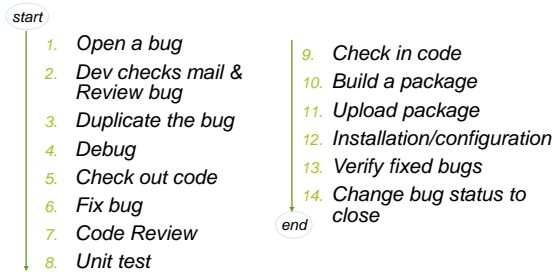 start
1. Open a bug
2. Dev checks mail &
Review bug
3. Duplicate the bug
4. Debug
5. Check out code
6. Fix bug
7. Code Review
8. Unit test
9. Check in code
10. Build a package
11. Upload package
12. Installation/configuration
13. Verify fixed bugs
14. Change bug status to
close
end